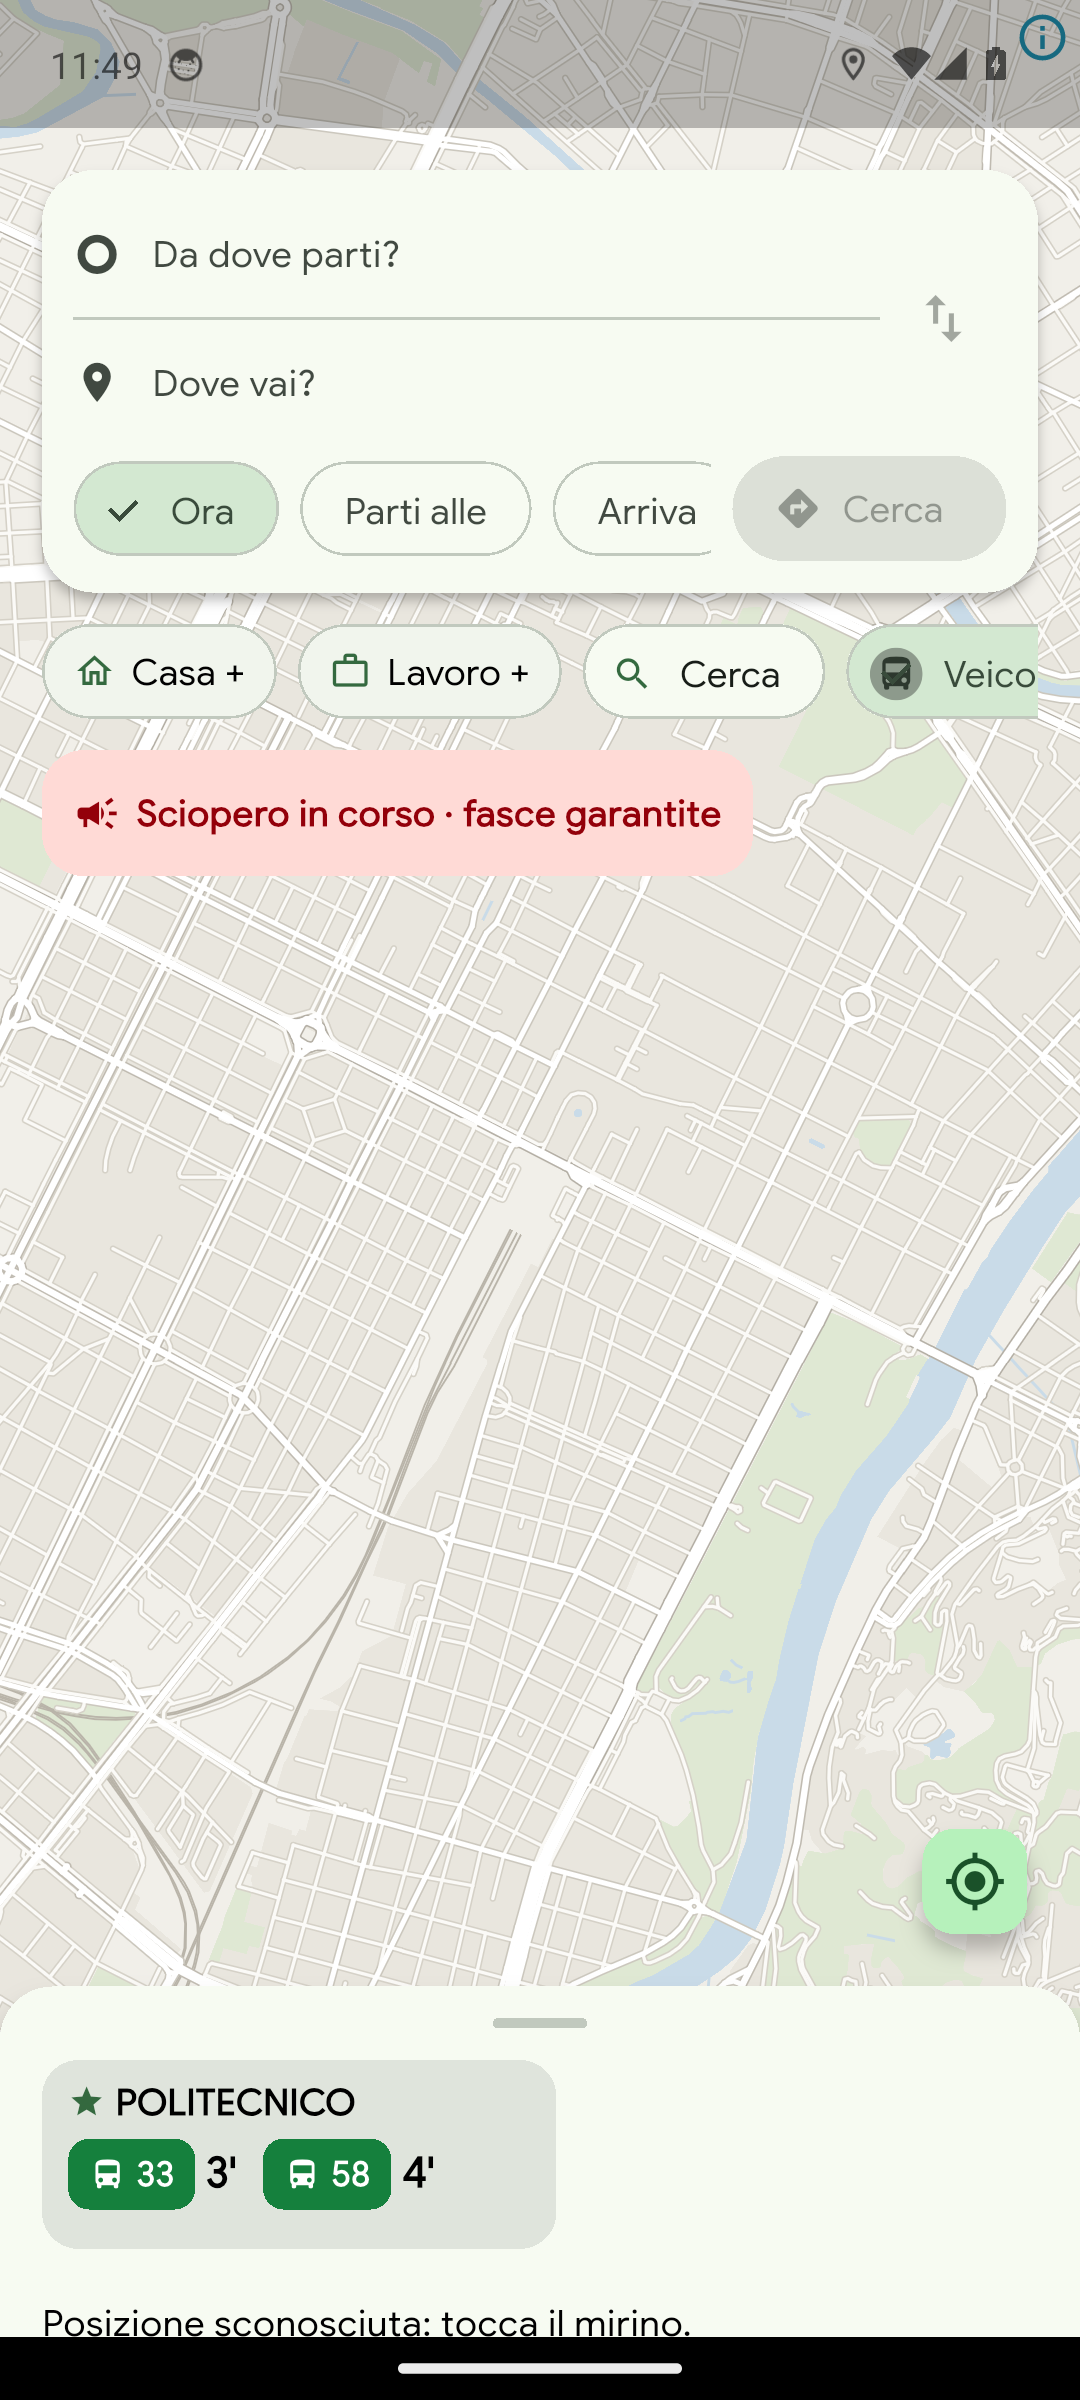 11:49
Da dove parti?
Dove vai?
Ora
Parti alle
Arriva
Cerca
Casa +
Lavoro +
Cerca
Veico
Sciopero in corso · fasce garantite
POLITECNICO
33 3' 58 4'
Posizione sconosciuta: tocca il mirino.